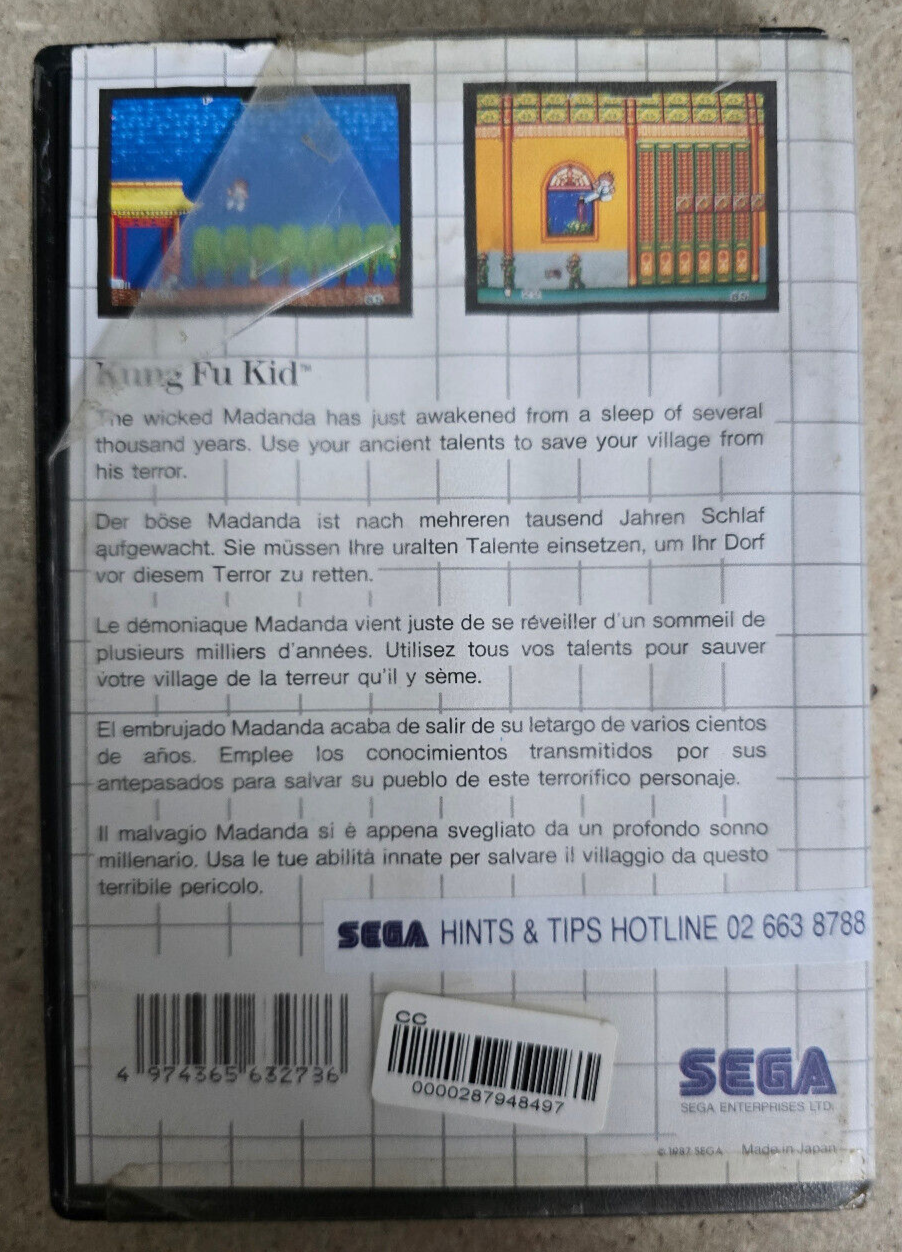 Kung Fu Kid™
The wicked Madanda has just awakened from a sleep of several
thousand years. Use your ancient talents to save your village from
his terror.
Der böse Madanda ist nach mehreren tausend Jahren Schlaf
aufgewacht. Sie müssen Ihre uralten Talente einsetzen, um Ihr Dorf
vor diesem Terror zu retten.
Le démoniaque Madanda vient juste de se réveiller d'un sommeil de
plusieurs milliers d'années. Utilisez tous vos talents pour sauver
votre village de la terreur qu'il y sème.
El embrujado Madanda acaba de salir de su letargo de varios cientos
de años. Emplee los conocimientos transmitidos por sus
antepasados para salvar su pueblo de este terrorífico personaje.
Il malvagio Madanda si è appena svegliato da un profondo sonno
millenario. Usa le tue abilità innate per salvare il villaggio da questo
terribile pericolo.
SEGA HINTS & TIPS HOTLINE 02 663 8788
4 974365 632736
CC
0000287948497
SEGA
SEGA ENTERPRISES LTD.
© 1987 SEGA Made in Japan